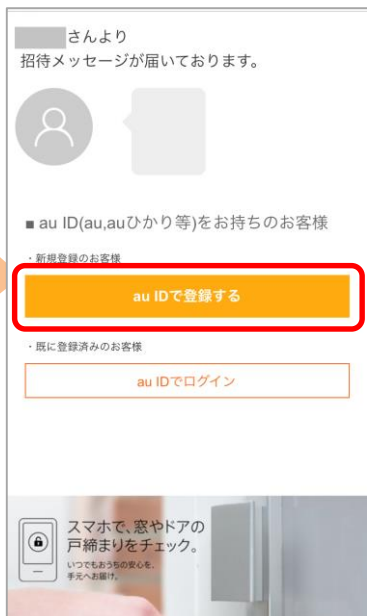 さんより
招待メッセージが届いております。
■ au ID(au,auひかり等)をお持ちのお客様
・新規登録のお客様
au IDで登録する
・既に登録済みのお客様
au IDでログイン
スマホで、窓やドアの
戸締まりをチェック。
いつでもおうちの安心を、
手元へお届け。